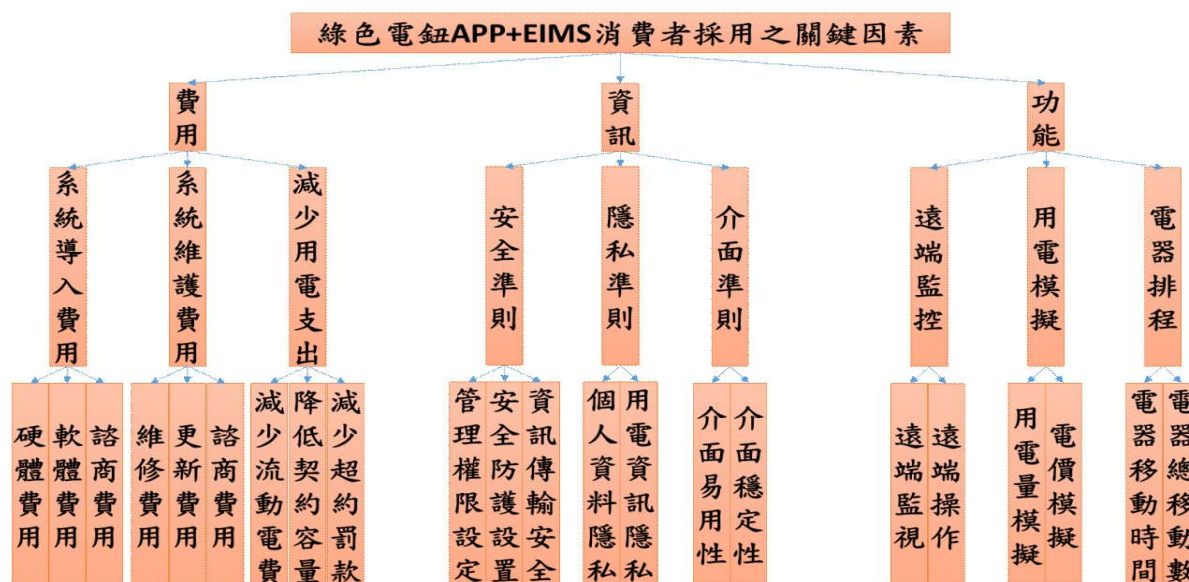 綠色電鈕APP+EIMS消費者採用之關鍵因素
費用
資訊
功能
系統導入費用
系統維護費用
減少用電支出
安全準則
隱私準則
介面準則
遠端監控
用電模擬
電器排程
硬體費用
軟體費用
諮商費用
維修費用
更新費用
諮商費用
減少流動電費
降低契約容量
減少超約罰款
管理權限設定
安全防護設置
資訊傳輸安全
個人資料隱私
用電資訊隱私
介面易用性
介面穩定性
遠端監視
遠端操作
用電量模擬
電價模擬
電器移動時間
電器總移動數